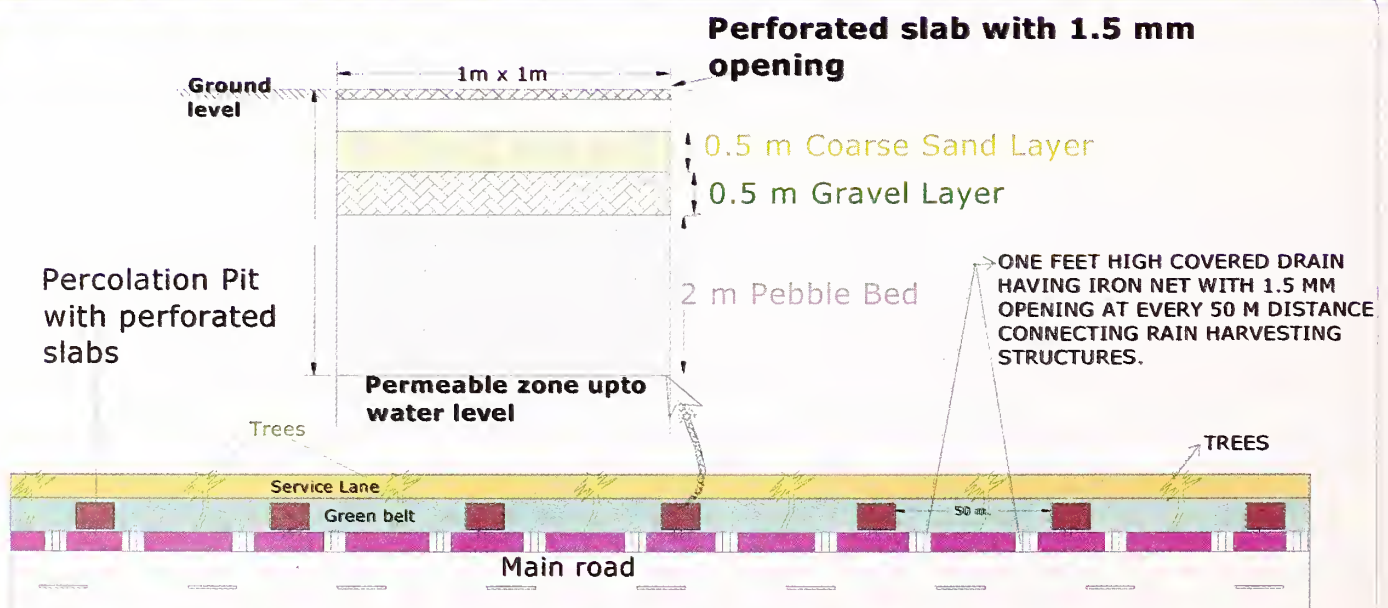 Perforated slab with 1.5 mm
opening
1m x 1m
Ground
level
0.5 m Coarse Sand Layer
0.5 m Gravel Layer
2 m Pebble Bed
Percolation Pit
with perforated
slabs
ONE FEET HIGH COVERED DRAIN
HAVING IRON NET WITH 1.5 MM
OPENING AT EVERY 50 M DISTANCE
CONNECTING RAIN HARVESTING
STRUCTURES.
Permeable zone upto
water level
Trees
TREES
Service Lane
Green belt
50 m.
Main road